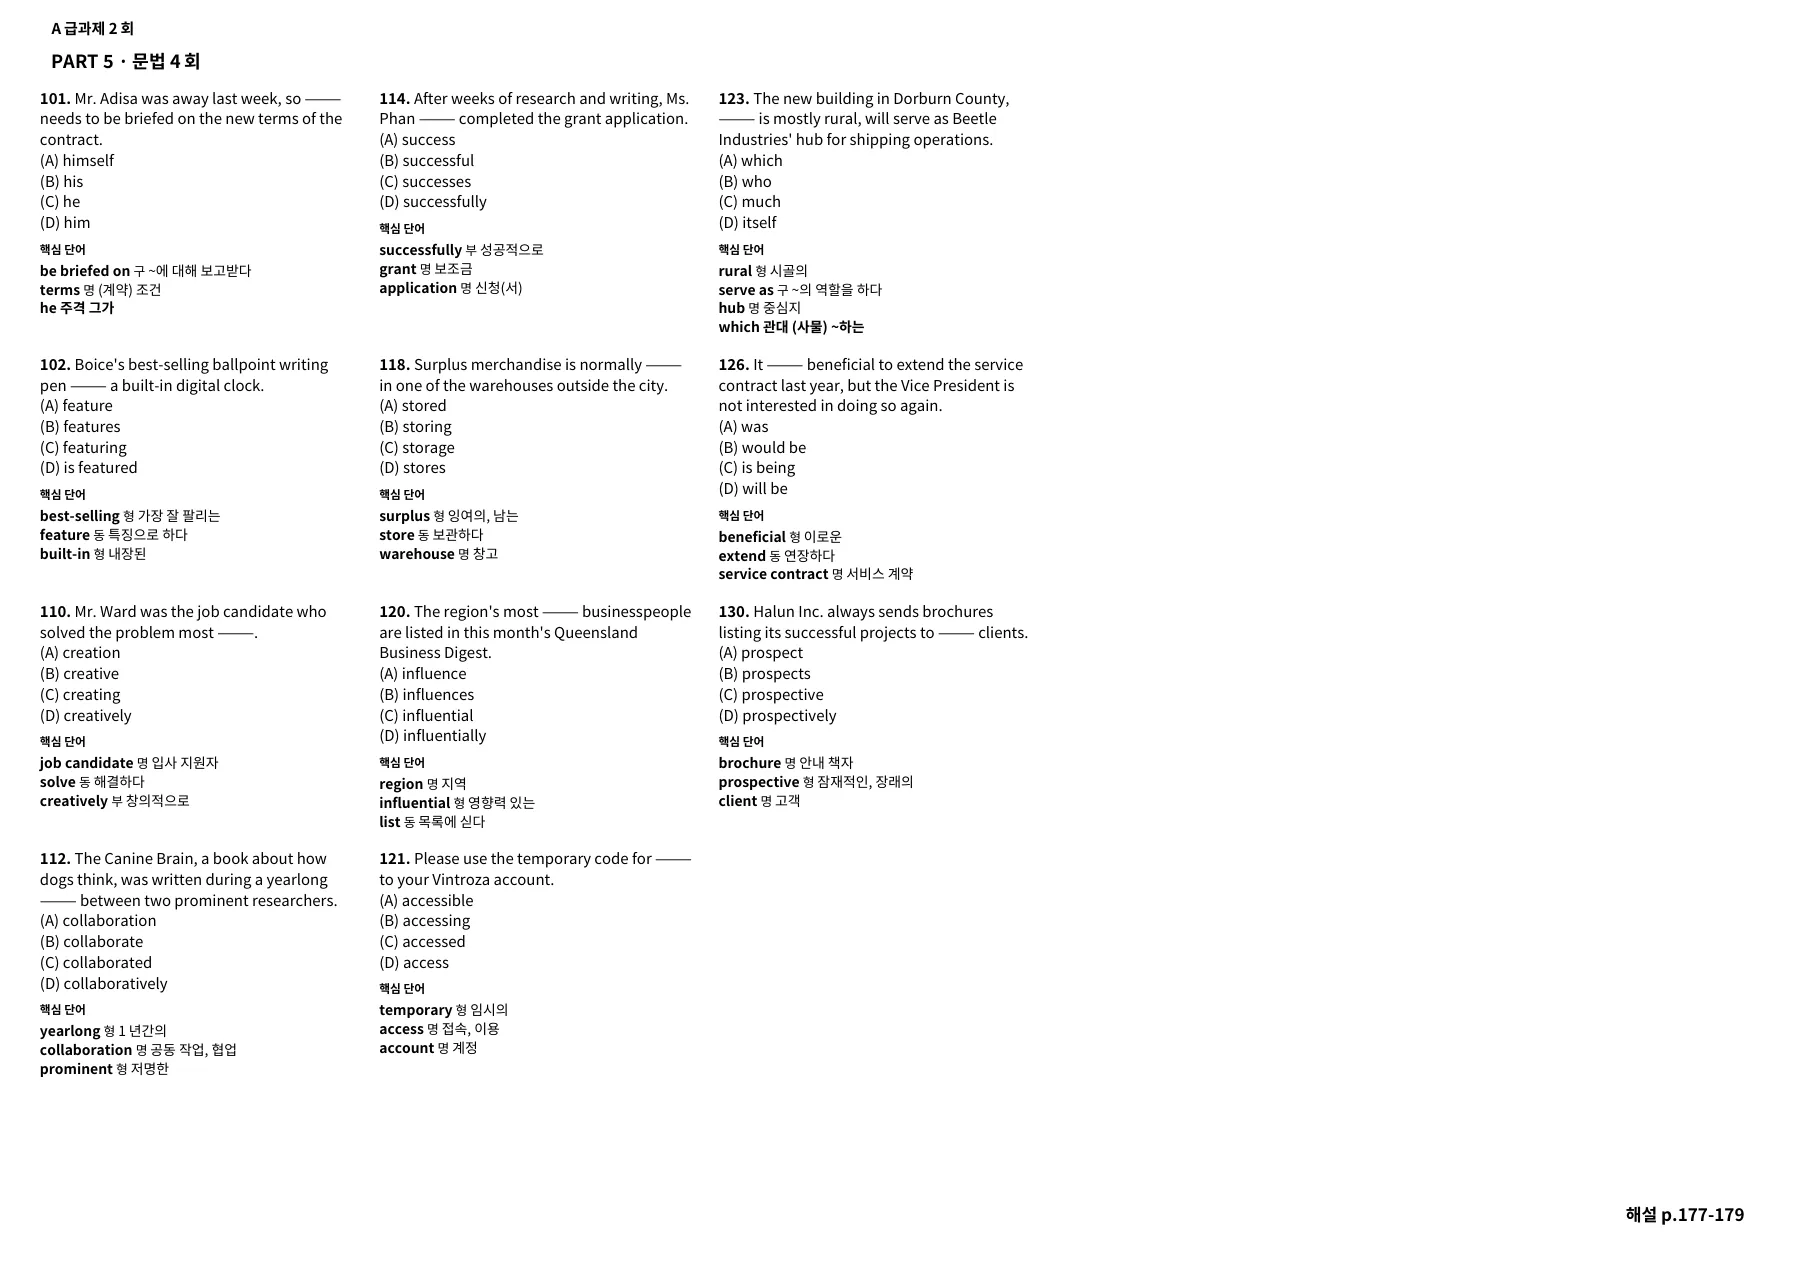 A 급과제 2 회
PART 5 · 문법 4 회
101. Mr. Adisa was away last week, so ——
needs to be briefed on the new terms of the
contract.
(A) himself
(B) his
(C) he
(D) him
핵심 단어
be briefed on 구 ~에 대해 보고받다
terms 명 (계약) 조건
he 주격 그가
102. Boice's best-selling ballpoint writing
pen —— a built-in digital clock.
(A) feature
(B) features
(C) featuring
(D) is featured
핵심 단어
best-selling 형 가장 잘 팔리는
feature 동 특징으로 하다
built-in 형 내장된
110. Mr. Ward was the job candidate who
solved the problem most ——.
(A) creation
(B) creative
(C) creating
(D) creatively
핵심 단어
job candidate 명 입사 지원자
solve 동 해결하다
creatively 부 창의적으로
112. The Canine Brain, a book about how
dogs think, was written during a yearlong
—— between two prominent researchers.
(A) collaboration
(B) collaborate
(C) collaborated
(D) collaboratively
핵심 단어
yearlong 형 1 년간의
collaboration 명 공동 작업, 협업
prominent 형 저명한
114. After weeks of research and writing, Ms.
Phan —— completed the grant application.
(A) success
(B) successful
(C) successes
(D) successfully
핵심 단어
successfully 부 성공적으로
grant 명 보조금
application 명 신청(서)
118. Surplus merchandise is normally ——
in one of the warehouses outside the city.
(A) stored
(B) storing
(C) storage
(D) stores
핵심 단어
surplus 형 잉여의, 남는
store 동 보관하다
warehouse 명 창고
120. The region's most —— businesspeople
are listed in this month's Queensland
Business Digest.
(A) influence
(B) influences
(C) influential
(D) influentially
핵심 단어
region 명 지역
influential 형 영향력 있는
list 동 목록에 싣다
121. Please use the temporary code for ——
to your Vintroza account.
(A) accessible
(B) accessing
(C) accessed
(D) access
핵심 단어
temporary 형 임시의
access 명 접속, 이용
account 명 계정
123. The new building in Dorburn County,
—— is mostly rural, will serve as Beetle
Industries' hub for shipping operations.
(A) which
(B) who
(C) much
(D) itself
핵심 단어
rural 형 시골의
serve as 구 ~의 역할을 하다
hub 명 중심지
which 관대 (사물) ~하는
126. It —— beneficial to extend the service
contract last year, but the Vice President is
not interested in doing so again.
(A) was
(B) would be
(C) is being
(D) will be
핵심 단어
beneficial 형 이로운
extend 동 연장하다
service contract 명 서비스 계약
130. Halun Inc. always sends brochures
listing its successful projects to —— clients.
(A) prospect
(B) prospects
(C) prospective
(D) prospectively
핵심 단어
brochure 명 안내 책자
prospective 형 잠재적인, 장래의
client 명 고객
해설 p.177-179